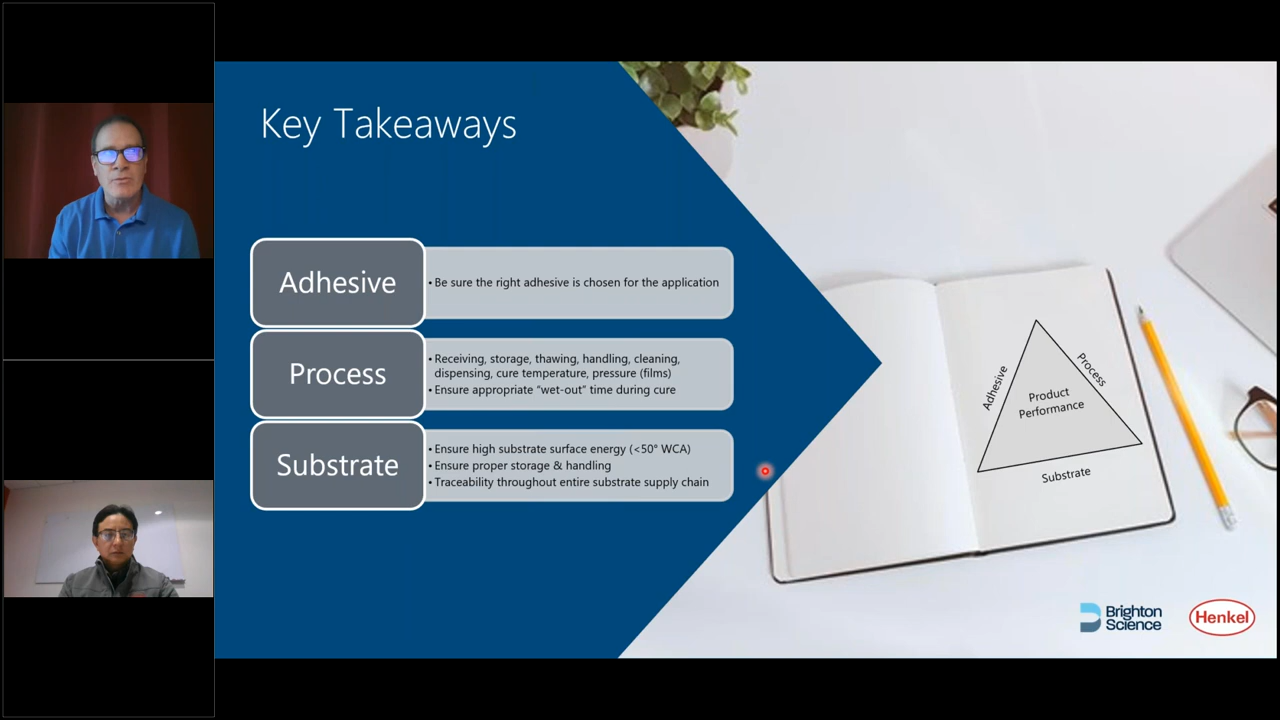 Key Takeaways
Adhesive
• Be sure the right adhesive is chosen for the application
Process
• Receiving, storage, thawing, handling, cleaning,
dispensing, cure temperature, pressure (films)
• Ensure appropriate “wet-out” time during cure
Substrate
• Ensure high substrate surface energy (<50° WCA)
• Ensure proper storage & handling
• Traceability throughout entire substrate supply chain
Adhesive
Process
Product
Performance
Substrate
Brighton
Science
Henkel